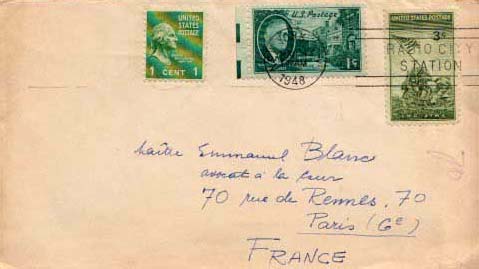 UNITED STATES POSTAGE
1 CENT 1
U.S. Postage
1¢
1948
UNITED STATES POSTAGE
3¢
RADIO CITY
STATION
Maître Emmanuel Blanc
avocat à la Cour
70 rue de Rennes, 70
Paris (6e)
FRANCE